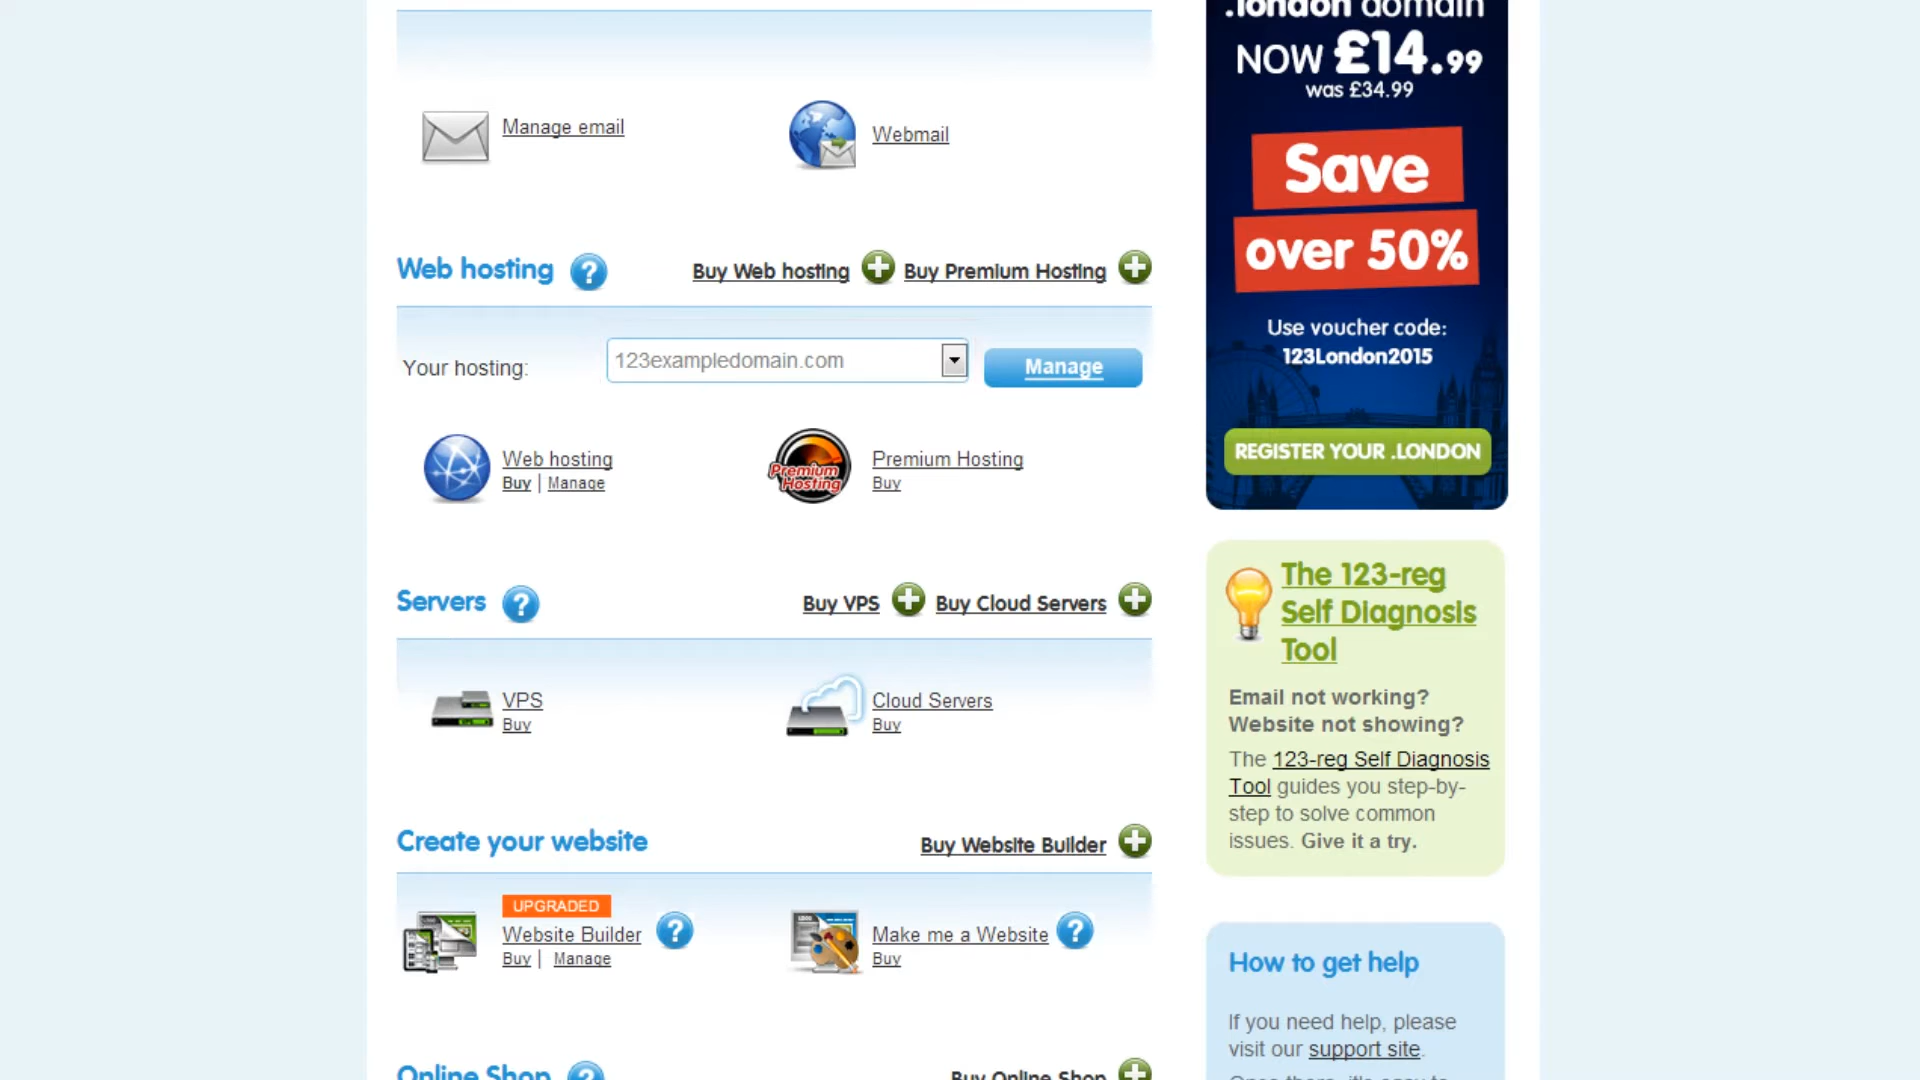 Manage email
Webmail
Web hosting ?
Buy Web hosting
Buy Premium Hosting
Your hosting:
123exampledomain.com
Manage
Web hosting
Buy | Manage
Premium Hosting
Premium Hosting
Buy
Servers ?
Buy VPS
Buy Cloud Servers
VPS
Buy
Cloud Servers
Buy
Create your website
Buy Website Builder
UPGRADED
Website Builder ?
Buy | Manage
Make me a Website ?
Buy
Online Shop ?
Buy Online Shop
.london domain
NOW £14.99
was £34.99
Save
over 50%
Use voucher code:
123London2015
REGISTER YOUR .LONDON
The 123-reg
Self Diagnosis
Tool
Email not working?
Website not showing?
The 123-reg Self Diagnosis
Tool guides you step-by-
step to solve common
issues. Give it a try.
How to get help
If you need help, please
visit our support site.